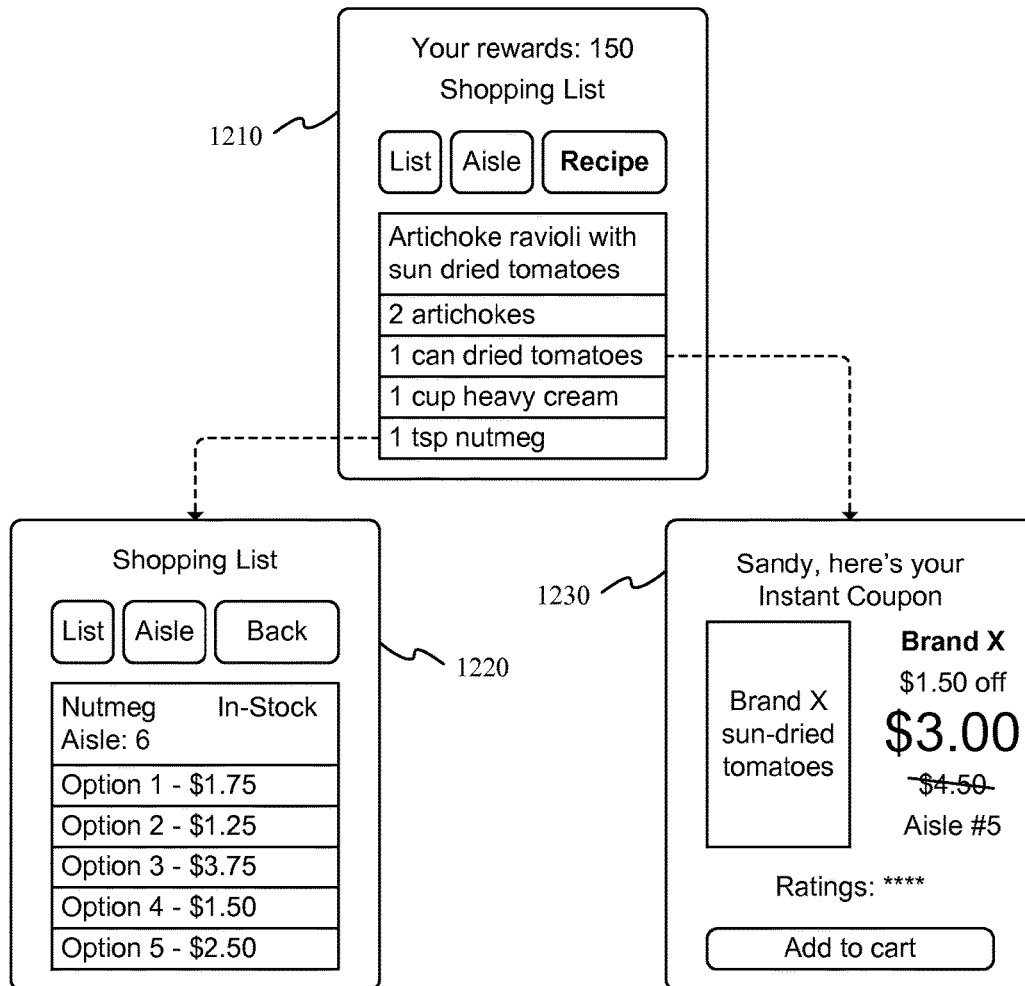 Your rewards: 150
Shopping List
1210
List Aisle Recipe
Artichoke ravioli with
sun dried tomatoes
2 artichokes
1 can dried tomatoes
1 cup heavy cream
1 tsp nutmeg
Shopping List
List Aisle Back
1220
Nutmeg In-Stock
Aisle: 6
Option 1 - $1.75
Option 2 - $1.25
Option 3 - $3.75
Option 4 - $1.50
Option 5 - $2.50
1230
Sandy, here's your
Instant Coupon
Brand X
sun-dried
tomatoes
Brand X
$1.50 off
$3.00
$4.50
Aisle #5
Ratings: ****
Add to cart